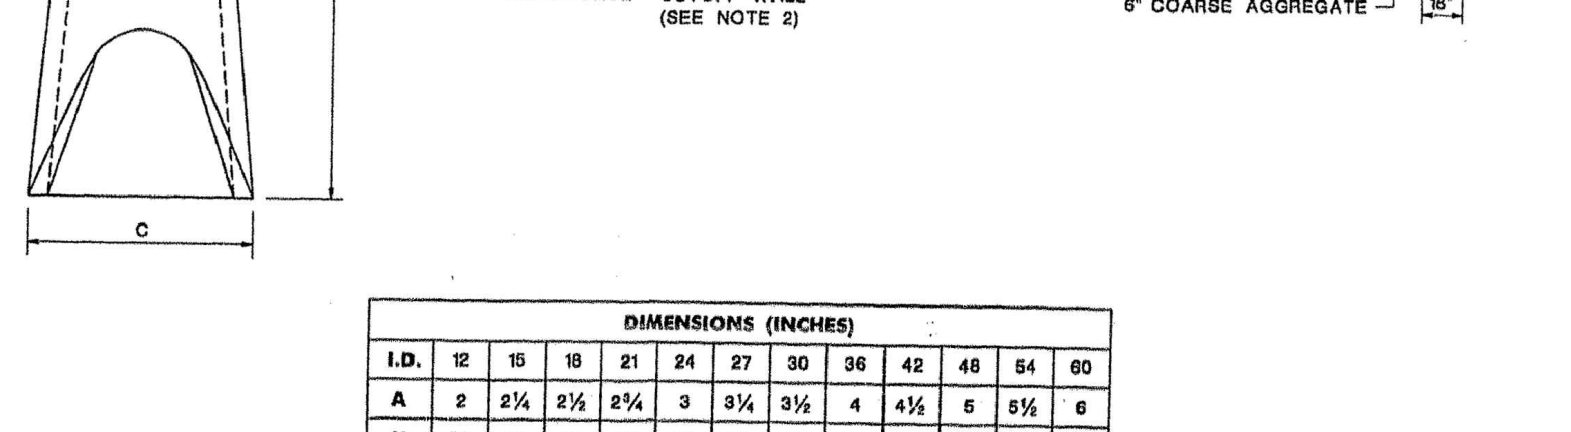 (SEE NOTE 2)
6" COARSE AGGREGATE
18"
C
DIMENSIONS (INCHES)
I.D. 12 15 18 21 24 27 30 36 42 48 54 60
A 2 2¼ 2½ 2¾ 3 3¼ 3½ 4 4½ 5 5½ 6